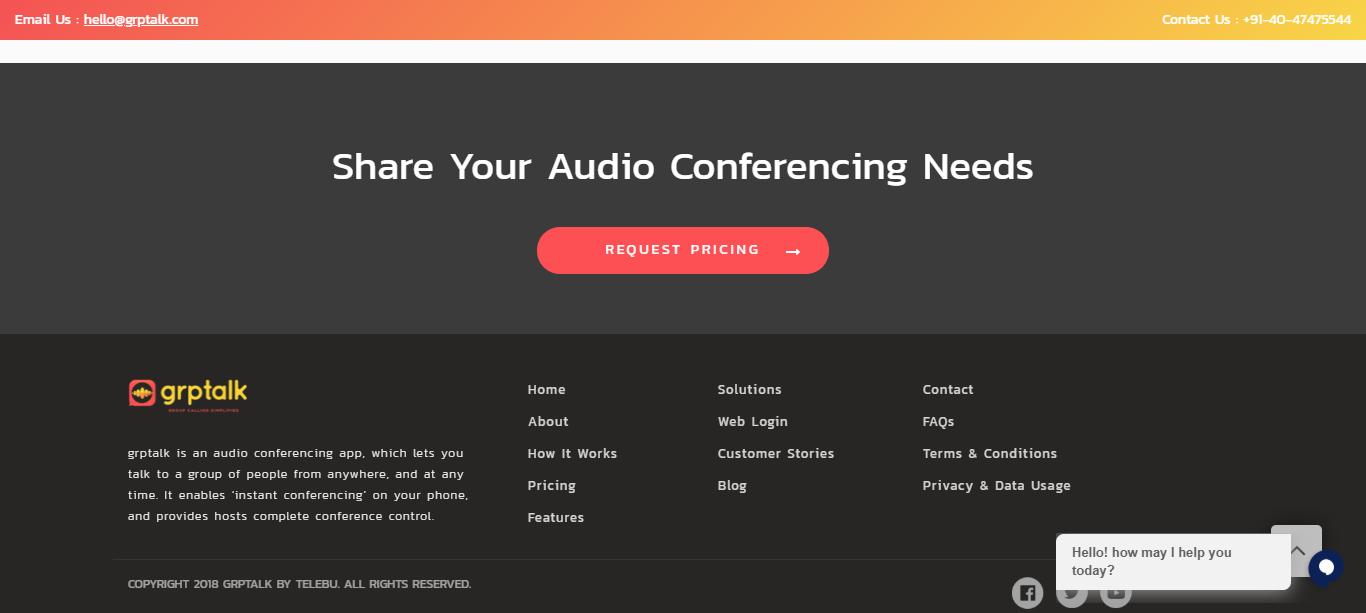 Email Us : hello@grptalk.com
Contact Us : +91-40-47475544
Share Your Audio Conferencing Needs
REQUEST PRICING →
grptalk
GROUP CALLING SIMPLIFIED
grptalk is an audio conferencing app, which lets you
talk to a group of people from anywhere, and at any
time. It enables 'instant conferencing' on your phone,
and provides hosts complete conference control.
Home
About
How It Works
Pricing
Features
Solutions
Web Login
Customer Stories
Blog
Contact
FAQs
Terms & Conditions
Privacy & Data Usage
Hello! how may I help you
today?
COPYRIGHT 2018 GRPTALK BY TELEBU. ALL RIGHTS RESERVED.